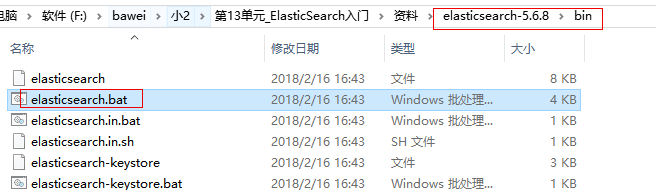 电脑 › 软件 (F:) › bawei › 小2 › 第13单元_ElasticSearch入门 › 资料 › elasticsearch-5.6.8 › bin
名称 修改日期 类型 大小
elasticsearch 2018/2/16 16:43 文件 8 KB
elasticsearch.bat 2018/2/16 16:43 Windows 批处理... 4 KB
elasticsearch.in.bat 2018/2/16 16:43 Windows 批处理... 1 KB
elasticsearch.in.sh 2018/2/16 16:43 SH 文件 1 KB
elasticsearch-keystore 2018/2/16 16:43 文件 3 KB
elasticsearch-keystore.bat 2018/2/16 16:43 Windows 批处理... 1 KB